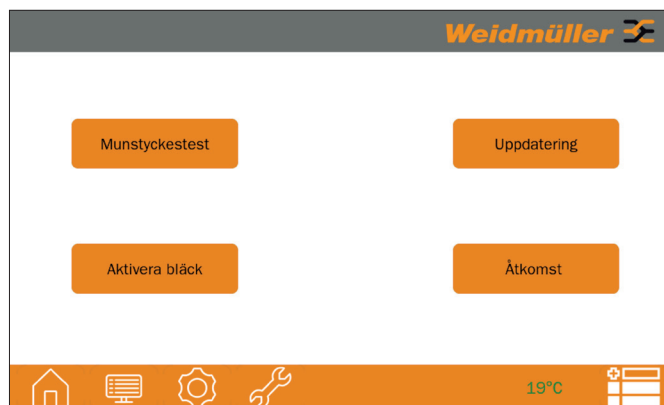 Weidmüller
Munstyckestest
Uppdatering
Aktivera bläck
Åtkomst
19°C